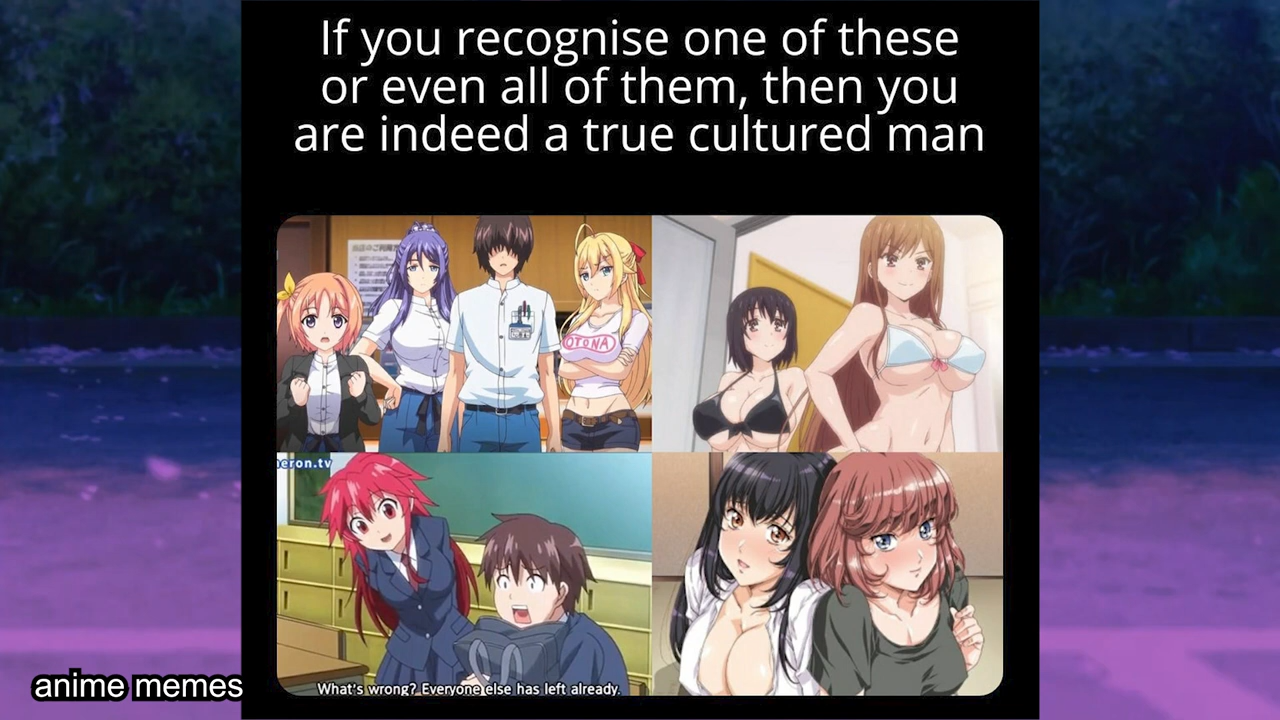 If you recognise one of these
or even all of them, then you
are indeed a true cultured man
OTONA
eron.tv
What's wrong? Everyone else has left already.
anime memes